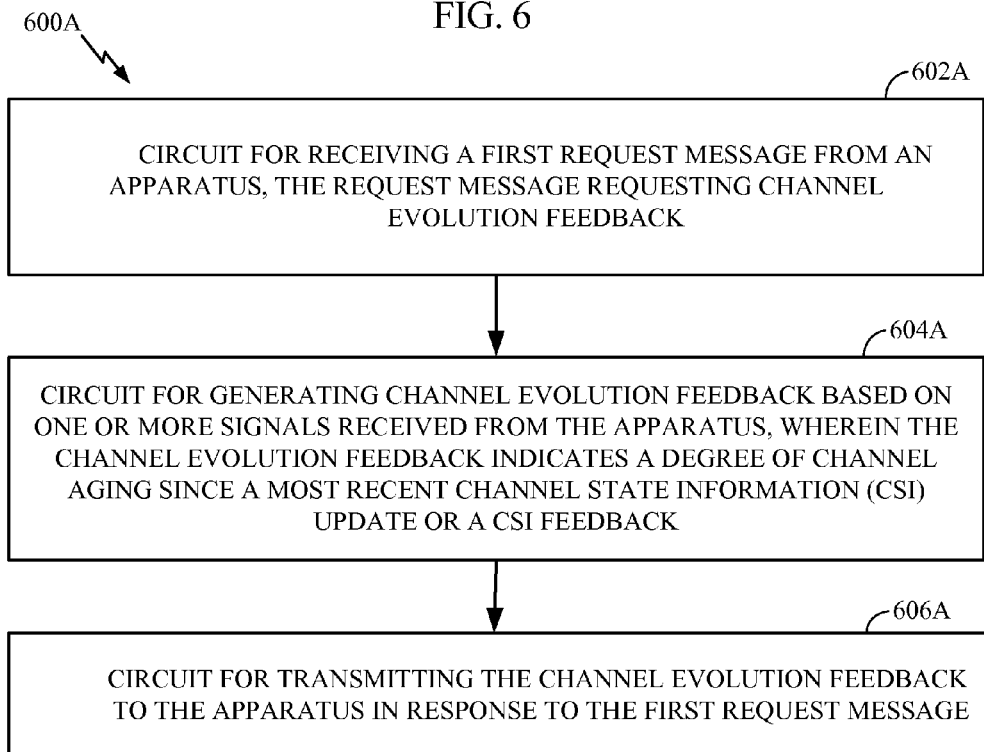 FIG. 6
600A
602A
CIRCUIT FOR RECEIVING A FIRST REQUEST MESSAGE FROM AN
APPARATUS, THE REQUEST MESSAGE REQUESTING CHANNEL
EVOLUTION FEEDBACK
604A
CIRCUIT FOR GENERATING CHANNEL EVOLUTION FEEDBACK BASED ON
ONE OR MORE SIGNALS RECEIVED FROM THE APPARATUS, WHEREIN THE
CHANNEL EVOLUTION FEEDBACK INDICATES A DEGREE OF CHANNEL
AGING SINCE A MOST RECENT CHANNEL STATE INFORMATION (CSI)
UPDATE OR A CSI FEEDBACK
606A
CIRCUIT FOR TRANSMITTING THE CHANNEL EVOLUTION FEEDBACK
TO THE APPARATUS IN RESPONSE TO THE FIRST REQUEST MESSAGE